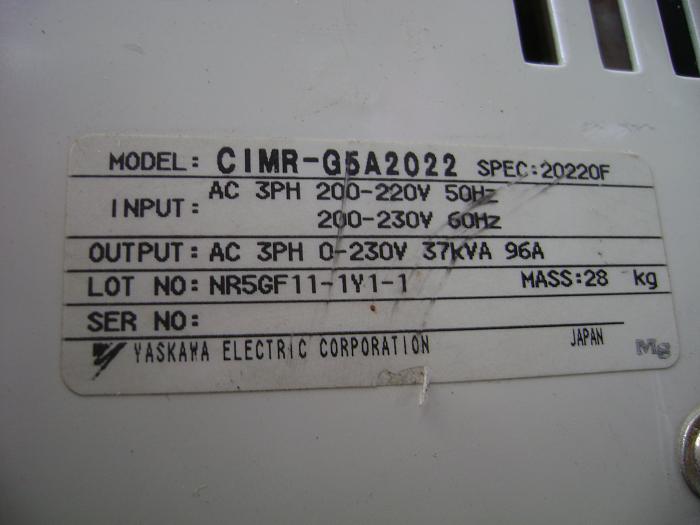 MODEL: CIMR-G5A2022 SPEC:20220F
INPUT: AC 3PH 200-220V 50Hz
200-230V 60Hz
OUTPUT: AC 3PH 0-230V 37kVA 96A
LOT NO: NR5GF11-1Y1-1 MASS:28 kg
SER NO:
YASKAWA ELECTRIC CORPORATION JAPAN